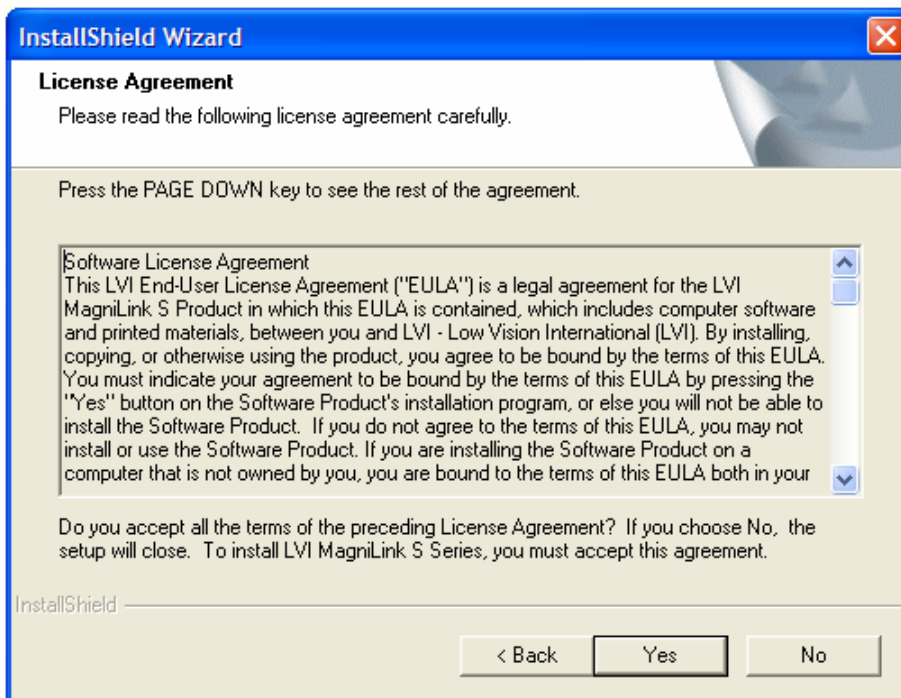 InstallShield Wizard
License Agreement
Please read the following license agreement carefully.
Press the PAGE DOWN key to see the rest of the agreement.
Software License Agreement
This LVI End-User License Agreement ("EULA") is a legal agreement for the LVI
MagniLink S Product in which this EULA is contained, which includes computer software
and printed materials, between you and LVI - Low Vision International (LVI). By installing,
copying, or otherwise using the product, you agree to be bound by the terms of this EULA.
You must indicate your agreement to be bound by the terms of this EULA by pressing the
"Yes" button on the Software Product's installation program, or else you will not be able to
install the Software Product.  If you do not agree to the terms of this EULA, you may not
install or use the Software Product. If you are installing the Software Product on a
computer that is not owned by you, you are bound to the terms of this EULA both in your
Do you accept all the terms of the preceding License Agreement?  If you choose No,  the
setup will close.  To install LVI MagniLink S Series, you must accept this agreement.
InstallShield
< Back
Yes
No